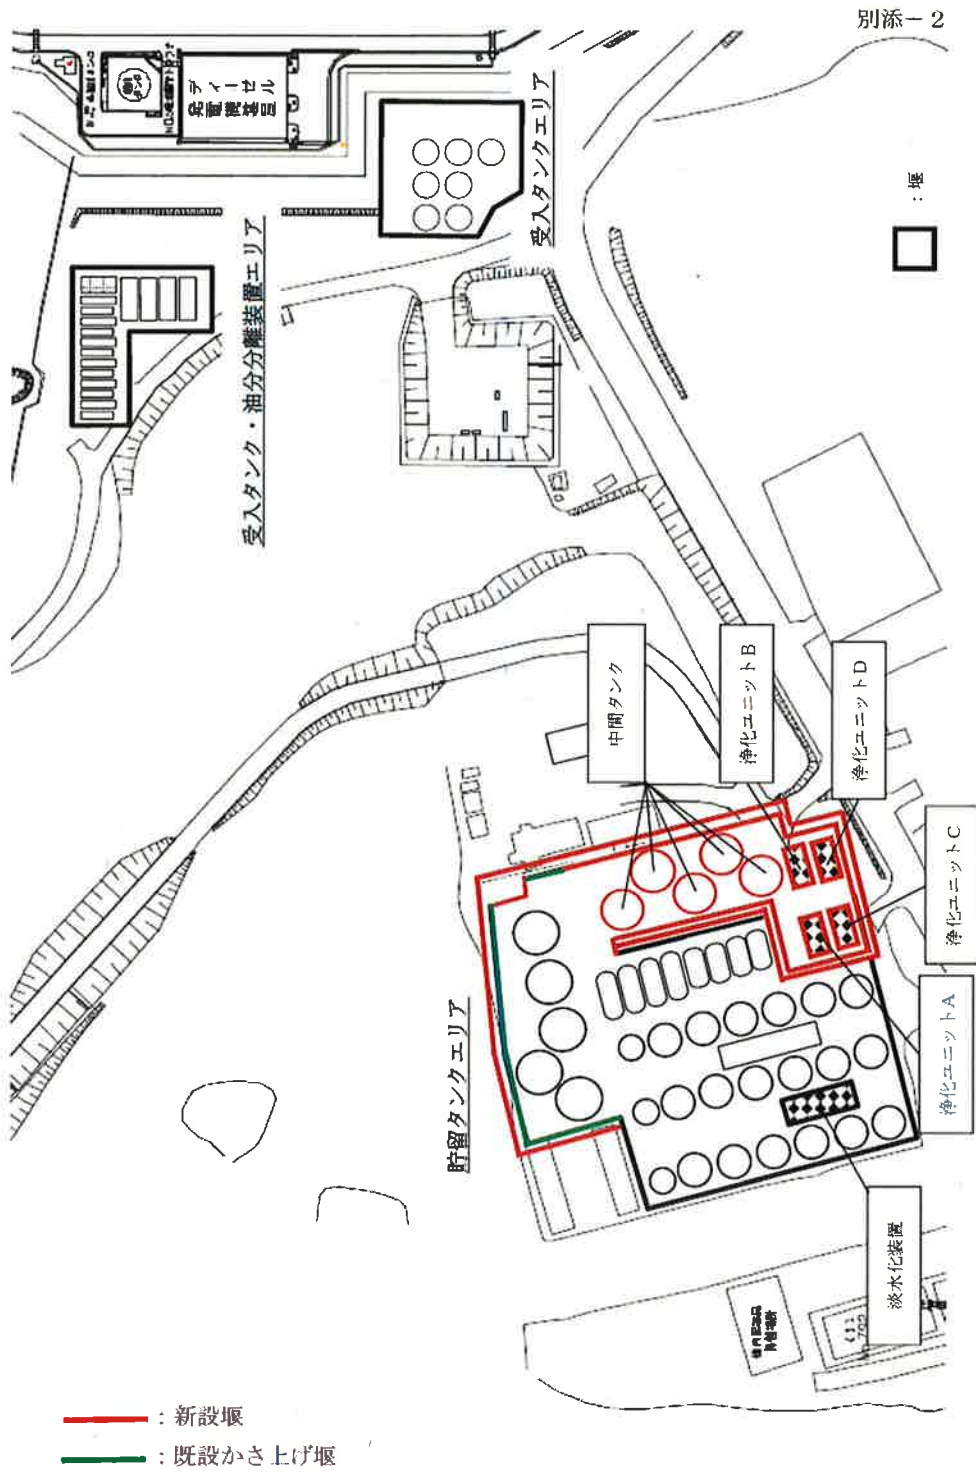 別添－2
ディーゼル
発電機建屋
受入タンクエリア
受入タンク・油分分離装置エリア
：堰
中間タンク
浄化ユニットB
浄化ユニットD
浄化ユニットC
浄化ユニットA
貯留タンクエリア
淡水化装置
：新設堰
：既設かさ上げ堰